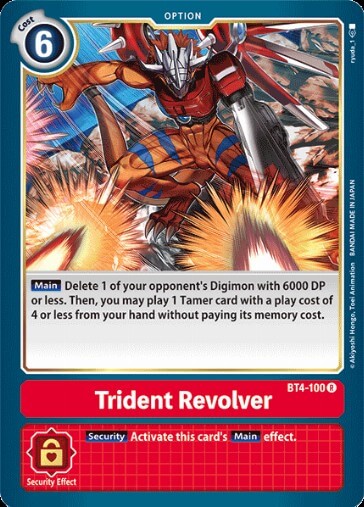 OPTION
Cost
6
ryuda_1
BANDAI MADE IN JAPAN
©Akiyoshi Hongo, Toei Animation
Main Delete 1 of your opponent's Digimon with 6000 DP
or less. Then, you may play 1 Tamer card with a play cost of
4 or less from your hand without paying its memory cost.
BT4-100 R
Trident Revolver
Security Activate this card's Main effect.
Security Effect